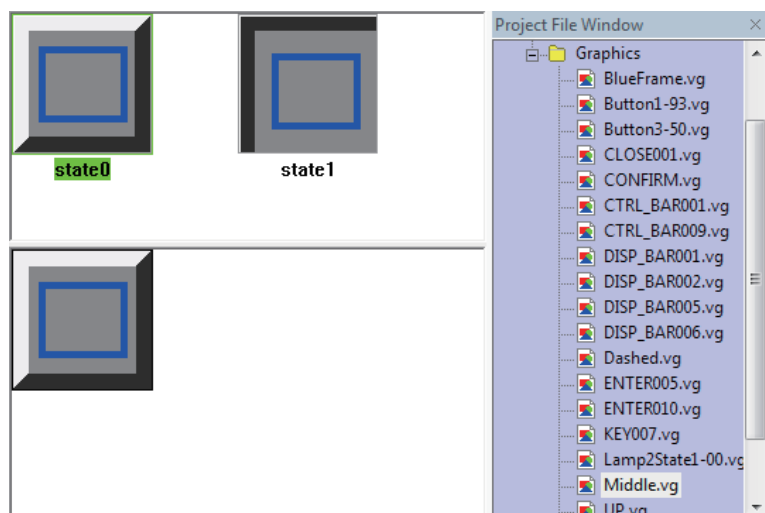 state0
state1
Project File Window
Graphics
BlueFrame.vg
Button1-93.vg
Button3-50.vg
CLOSE001.vg
CONFIRM.vg
CTRL_BAR001.vg
CTRL_BAR009.vg
DISP_BAR001.vg
DISP_BAR002.vg
DISP_BAR005.vg
DISP_BAR006.vg
Dashed.vg
ENTER005.vg
ENTER010.vg
KEY007.vg
Lamp2State1-00.vg
Middle.vg
UP.vg